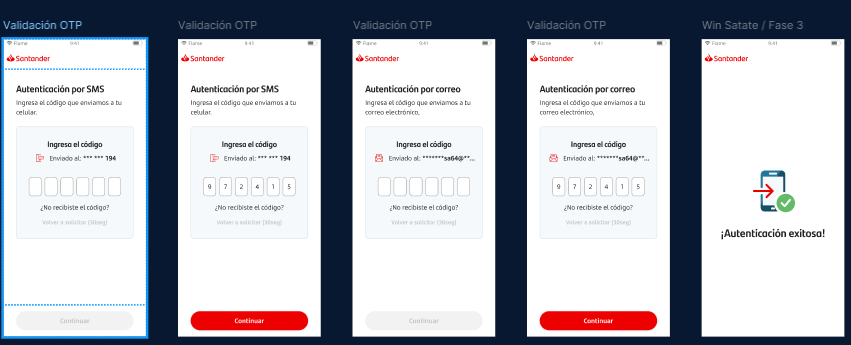 Validación OTP
Flame
9:41
Santander
Autenticación por SMS
Ingresa el código que enviamos a tu
celular.
Ingresa el código
Enviado al: *** *** 194
¿No recibiste el código?
Volver a solicitar (30seg)
Continuar
Validación OTP
Flame
9:41
Santander
Autenticación por SMS
Ingresa el código que enviamos a tu
celular.
Ingresa el código
Enviado al: *** *** 194
9 7 2 4 1 5
¿No recibiste el código?
Volver a solicitar (30seg)
Continuar
Validación OTP
Flame
9:41
Santander
Autenticación por correo
Ingresa el código que enviamos a tu
correo electrónico,
Ingresa el código
Enviado al: *******sa64@**...
¿No recibiste el código?
Volver a solicitar (30seg)
Continuar
Validación OTP
Flame
9:41
Santander
Autenticación por correo
Ingresa el código que enviamos a tu
correo electrónico,
Ingresa el código
Enviado al: *******sa64@**...
9 7 2 4 1 5
¿No recibiste el código?
Volver a solicitar (30seg)
Continuar
Win Satate / Fase 3
Flame
9:41
Santander
¡Autenticación exitosa!